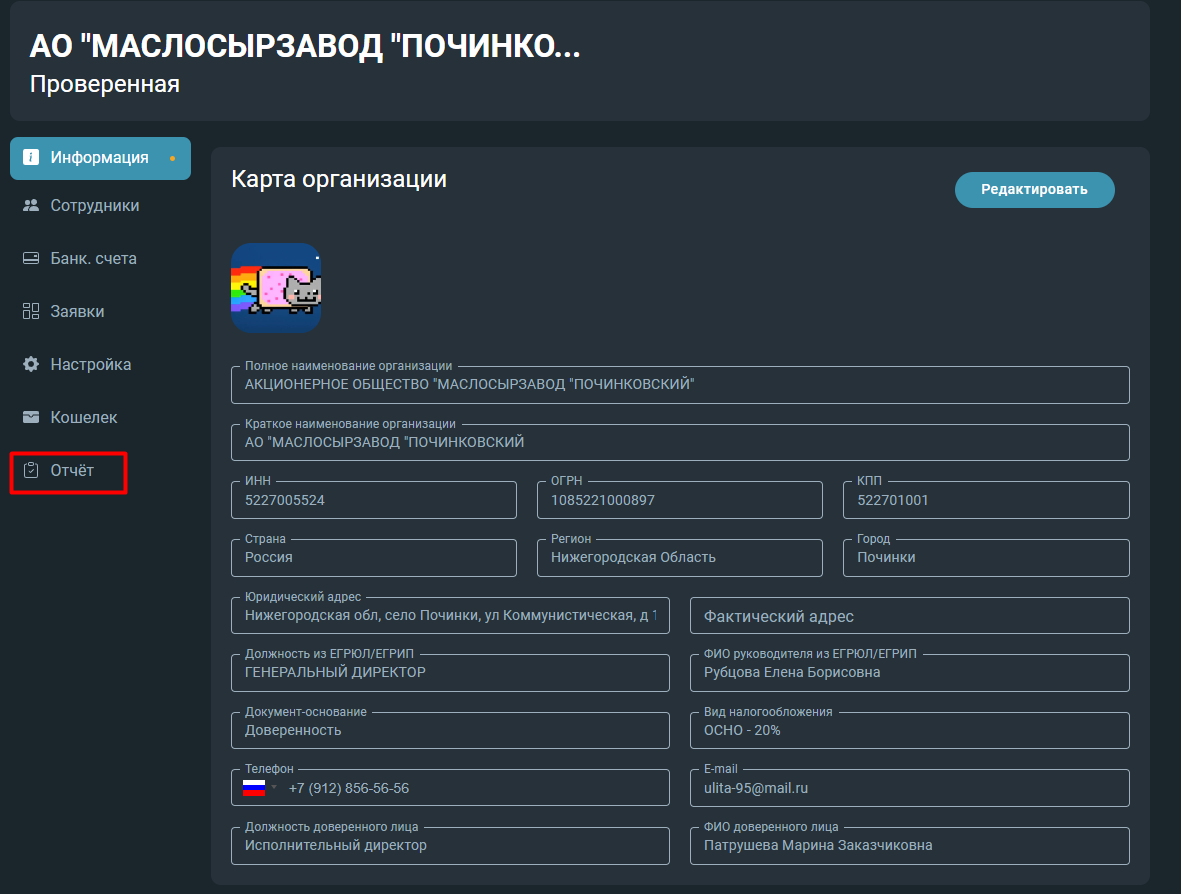 АО "МАСЛОСЫРЗАВОД "ПОЧИНКО...
Проверенная
Информация
Сотрудники
Банк. счета
Заявки
Настройка
Кошелек
Отчёт
Карта организации
Редактировать
Полное наименование организации
АКЦИОНЕРНОЕ ОБЩЕСТВО "МАСЛОСЫРЗАВОД "ПОЧИНКОВСКИЙ"
Краткое наименование организации
АО "МАСЛОСЫРЗАВОД "ПОЧИНКОВСКИЙ
ИНН
5227005524
ОГРН
1085221000897
КПП
522701001
Страна
Россия
Регион
Нижегородская Область
Город
Починки
Юридический адрес
Нижегородская обл, село Починки, ул Коммунистическая, д
Фактический адрес
Должность из ЕГРЮЛ/ЕГРИП
ГЕНЕРАЛЬНЫЙ ДИРЕКТОР
ФИО руководителя из ЕГРЮЛ/ЕГРИП
Рубцова Елена Борисовна
Документ-основание
Доверенность
Вид налогообложения
ОСНО - 20%
Телефон
+7 (912) 856-56-56
E-mail
ulita-95@mail.ru
Должность доверенного лица
Исполнительный директор
ФИО доверенного лица
Патрушева Марина Заказчиковна